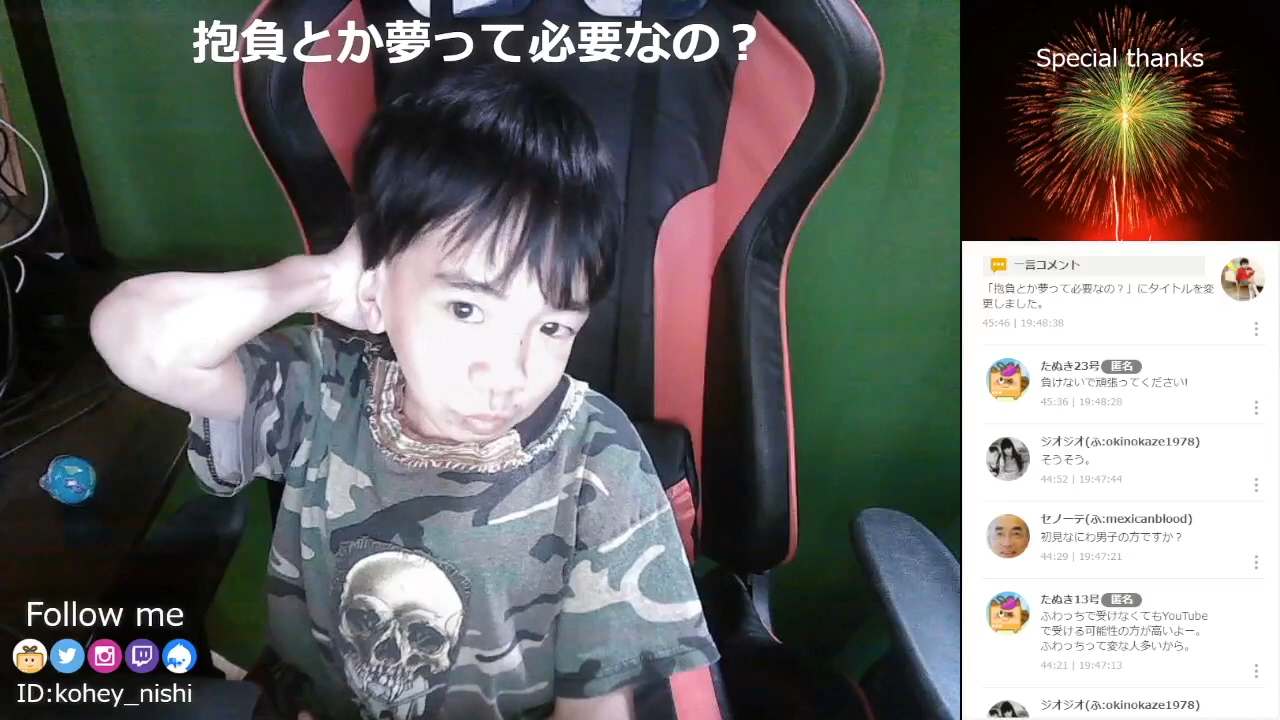 抱負とか夢って必要なの？
Follow me
ID:kohey_nishi
Special thanks
一言コメント
「抱負とか夢って必要なの？」にタイトルを変
更しました。
45:46 | 19:48:38
たぬき23号 匿名
負けないで頑張ってください!
45:36 | 19:48:28
ジオジオ(ふ:okinokaze1978)
そうそう。
44:52 | 19:47:44
セノーテ(ふ:mexicanblood)
初見なにわ男子の方ですか？
44:29 | 19:47:21
たぬき13号 匿名
ふわっちで受けなくてもYouTube
で受ける可能性の方が高いよー。
ふわっちって変な人多いから。
44:21 | 19:47:13
ジオジオ(ふ:okinokaze1978)